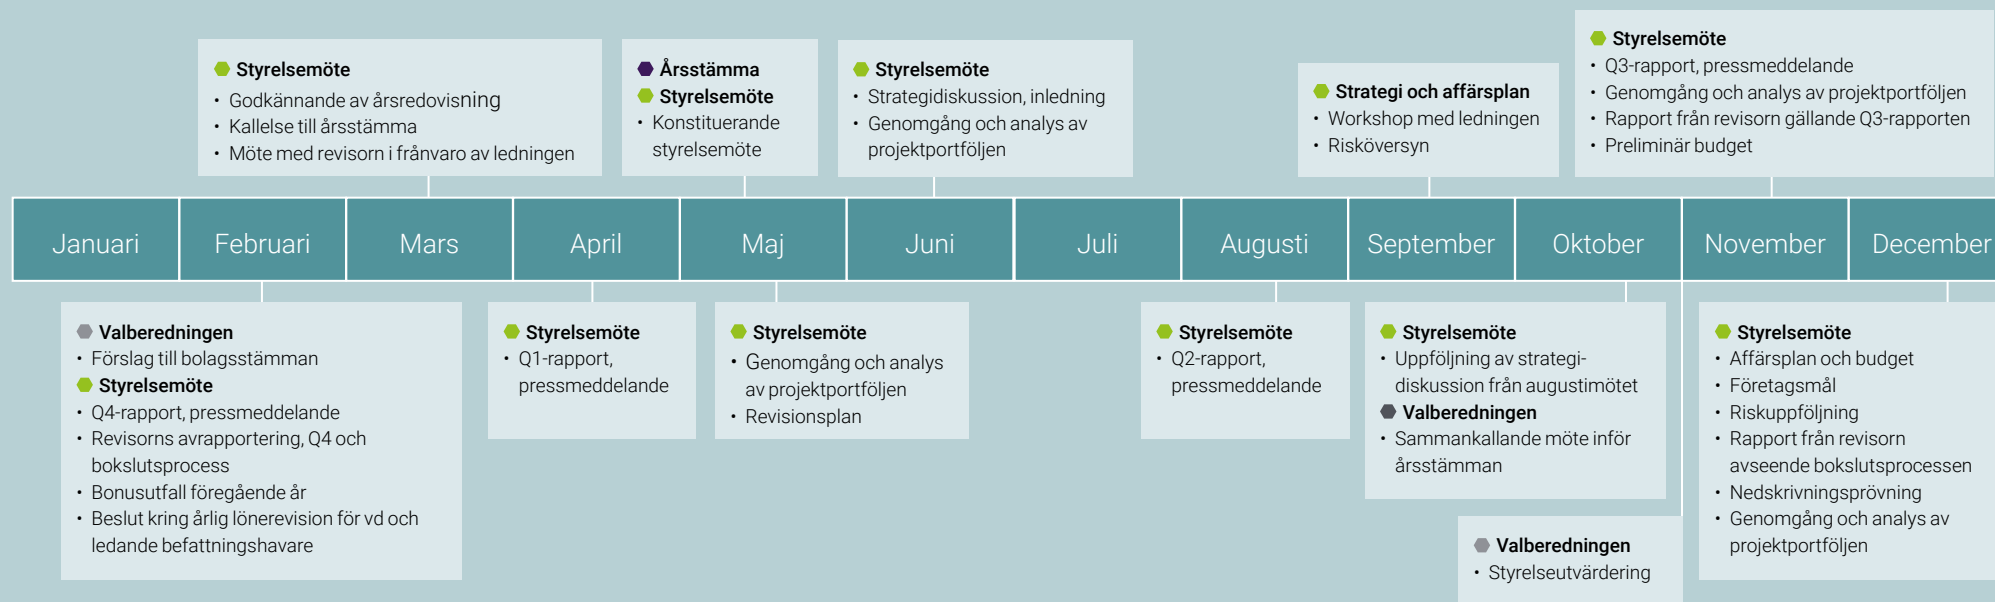 Styrelsemöte
• Godkännande av årsredovisning
• Kallelse till årsstämma
• Möte med revisorn i frånvaro av ledningen
Årsstämma
Styrelsemöte
• Konstituerande
styrelsemöte
Styrelsemöte
• Strategidiskussion, inledning
• Genomgång och analys av
projektportföljen
Strategi och affärsplan
• Workshop med ledningen
• Risköversyn
Styrelsemöte
• Q3-rapport, pressmeddelande
• Genomgång och analys av projektportföljen
• Rapport från revisorn gällande Q3-rapporten
• Preliminär budget
Januari Februari Mars April Maj Juni Juli Augusti September Oktober November December
Valberedningen
• Förslag till bolagsstämman
Styrelsemöte
• Q4-rapport, pressmeddelande
• Revisorns avrapportering, Q4 och
bokslutsprocess
• Bonusutfall föregående år
• Beslut kring årlig lönerevision för vd och
ledande befattningshavare
Styrelsemöte
• Q1-rapport,
pressmeddelande
Styrelsemöte
• Genomgång och analys
av projektportföljen
• Revisionsplan
Styrelsemöte
• Q2-rapport,
pressmeddelande
Styrelsemöte
• Uppföljning av strategi-
diskussion från augustimötet
Valberedningen
• Sammankallande möte inför
årsstämman
Valberedningen
• Styrelseutvärdering
Styrelsemöte
• Affärsplan och budget
• Företagsmål
• Riskuppföljning
• Rapport från revisorn
avseende bokslutsprocessen
• Nedskrivningsprövning
• Genomgång och analys av
projektportföljen